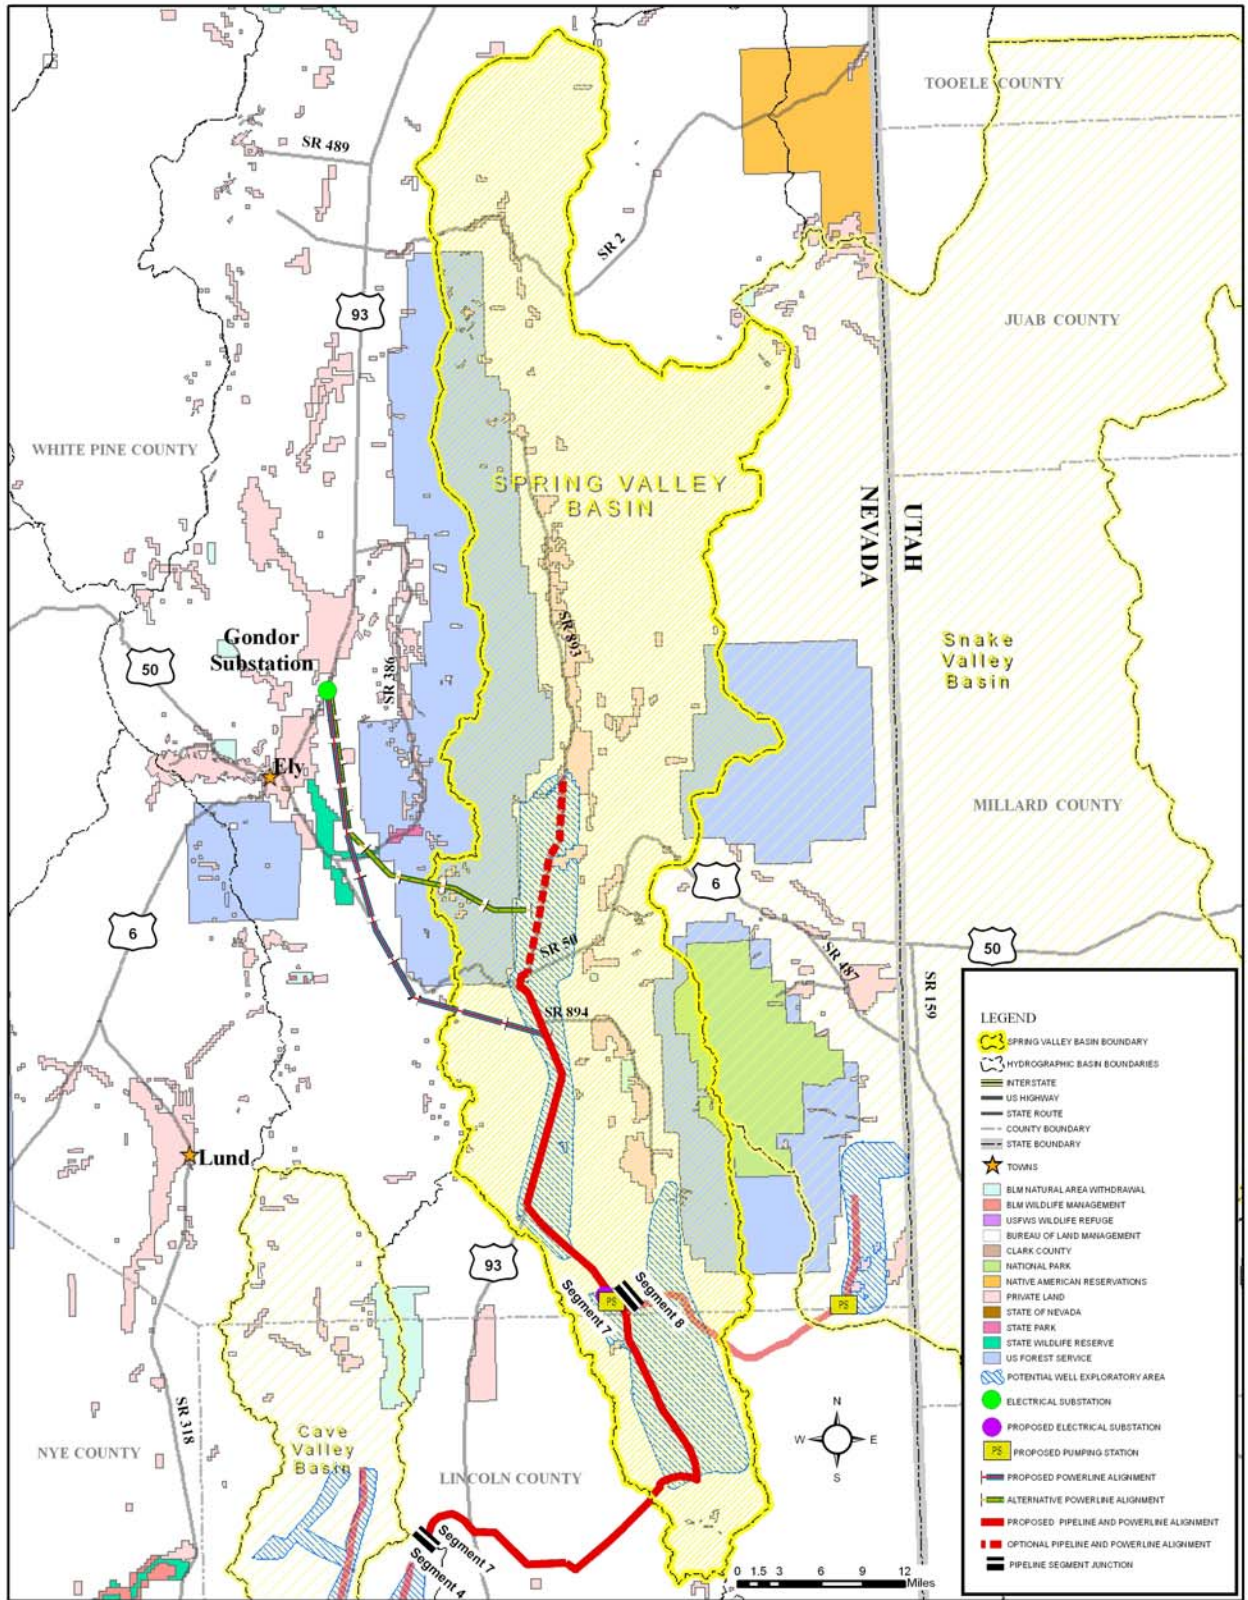 TOOELE COUNTY
SR 489
SR 2
93
JUAB COUNTY
WHITE PINE COUNTY
SPRING VALLEY
BASIN
NEVADA
UTAH
SR 893
Gondor
Substation
50
SR 386
Snake
Valley
Basin
Ely
MILLARD COUNTY
6
6
50
SR 50
SR 487
SR 159
SR 894
Lund
93
Segment 7
Segment 8
PS
PS
SR 318
NYE COUNTY
Cave
Valley
Basin
LINCOLN COUNTY
Segment 7
Segment 4
N
W
E
S
0 1.5 3 6 9 12
Miles
LEGEND
SPRING VALLEY BASIN BOUNDARY
HYDROGRAPHIC BASIN BOUNDARIES
INTERSTATE
US HIGHWAY
STATE ROUTE
COUNTY BOUNDARY
STATE BOUNDARY
TOWNS
BLM NATURAL AREA WITHDRAWAL
BLM WILDLIFE MANAGEMENT
USFWS WILDLIFE REFUGE
BUREAU OF LAND MANAGEMENT
CLARK COUNTY
NATIONAL PARK
NATIVE AMERICAN RESERVATIONS
PRIVATE LAND
STATE OF NEVADA
STATE PARK
STATE WILDLIFE RESERVE
US FOREST SERVICE
POTENTIAL WELL EXPLORATORY AREA
ELECTRICAL SUBSTATION
PROPOSED ELECTRICAL SUBSTATION
PS PROPOSED PUMPING STATION
PROPOSED POWERLINE ALIGNMENT
ALTERNATIVE POWERLINE ALIGNMENT
PROPOSED PIPELINE AND POWERLINE ALIGNMENT
OPTIONAL PIPELINE AND POWERLINE ALIGNMENT
PIPELINE SEGMENT JUNCTION